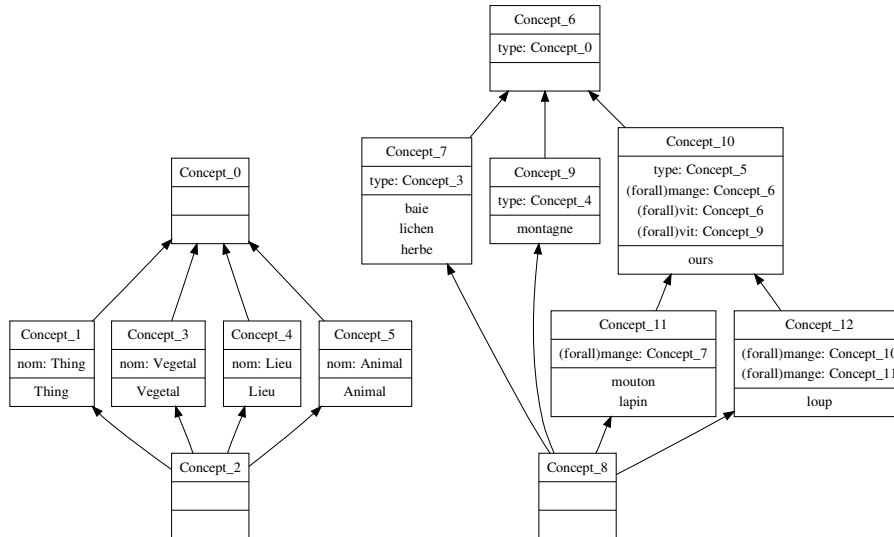 Concept_6
type: Concept_0
Concept_7
type: Concept_3
baie
lichen
herbe
Concept_9
type: Concept_4
montagne
Concept_10
type: Concept_5
(forall)mange: Concept_6
(forall)vit: Concept_6
(forall)vit: Concept_9
ours
Concept_0
Concept_1
nom: Thing
Thing
Concept_3
nom: Vegetal
Vegetal
Concept_4
nom: Lieu
Lieu
Concept_5
nom: Animal
Animal
Concept_11
(forall)mange: Concept_7
mouton
lapin
Concept_12
(forall)mange: Concept_10
(forall)mange: Concept_11
loup
Concept_2
Concept_8